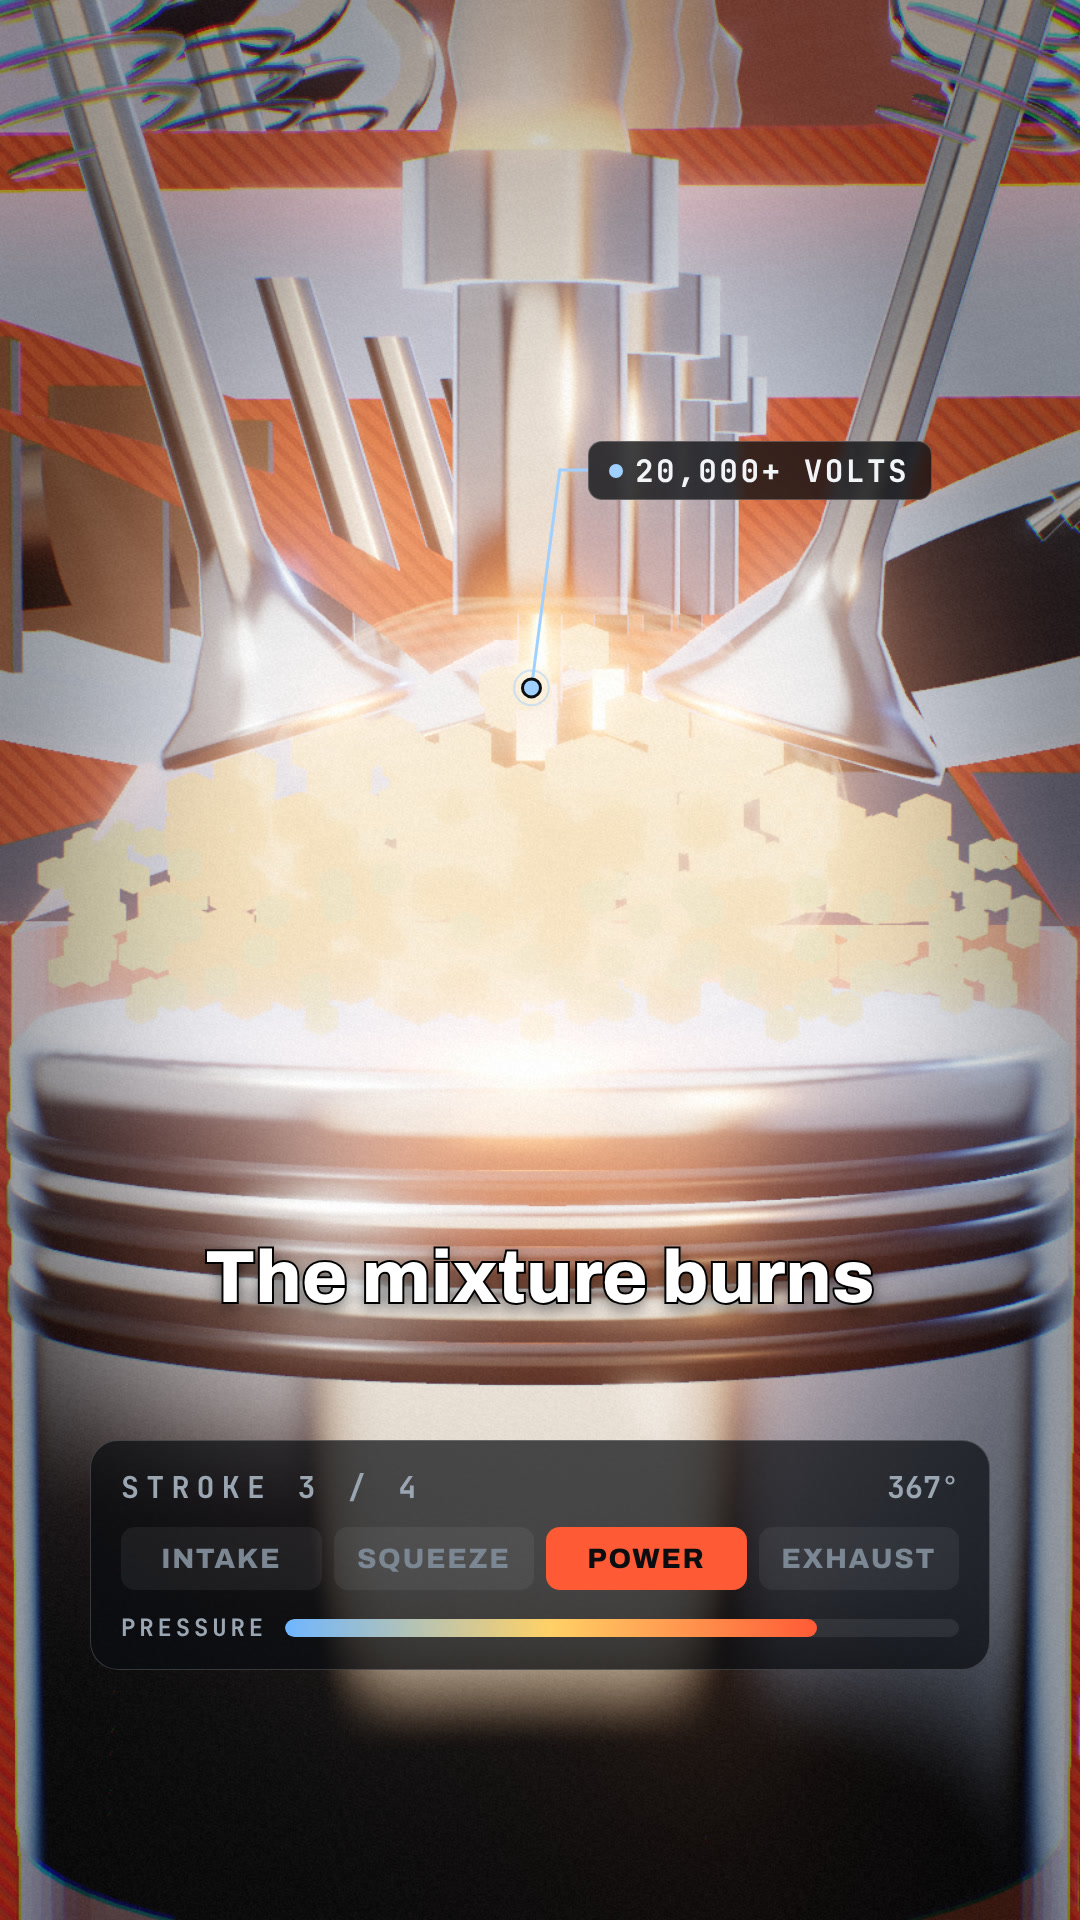 20,000+ VOLTS
The mixture burns
STROKE 3 / 4
367°
INTAKE
SQUEEZE
POWER
EXHAUST
PRESSURE